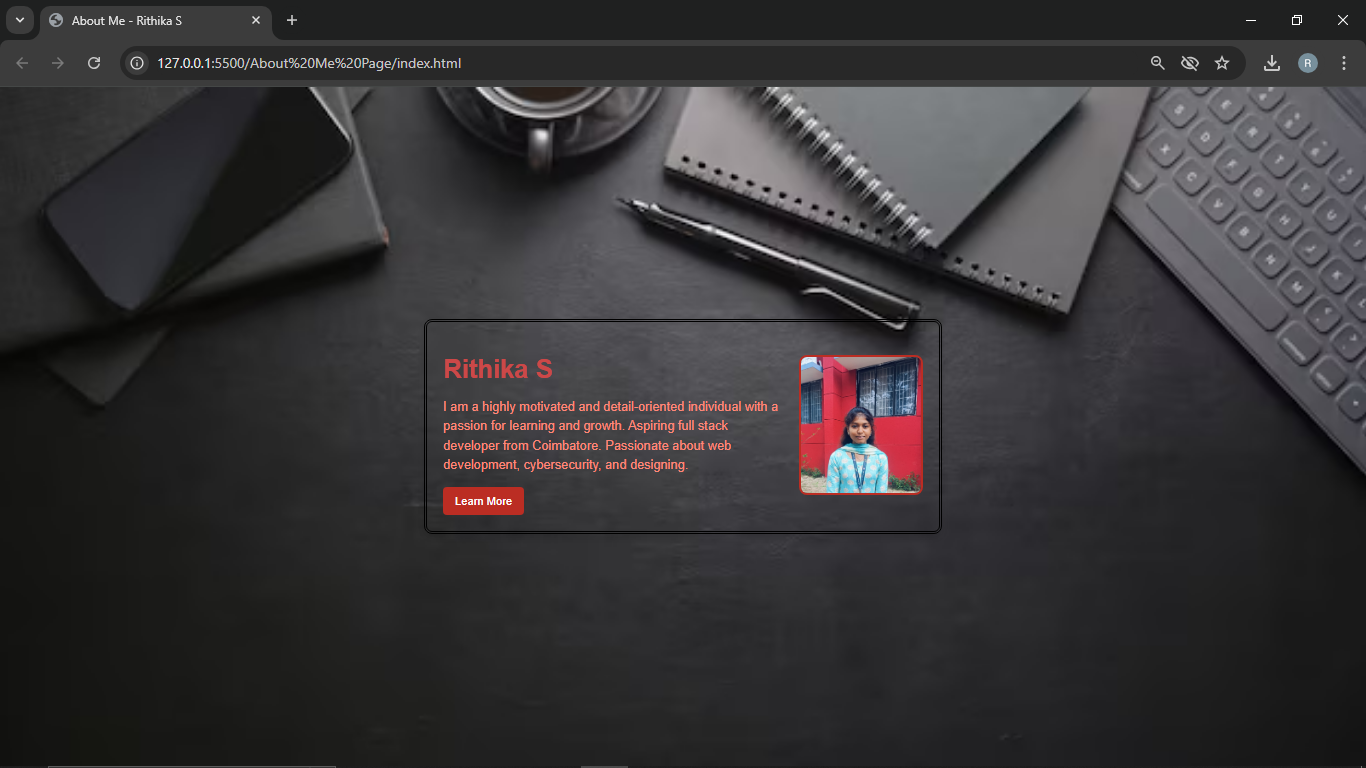 About Me - Rithika S
127.0.0.1:5500/About%20Me%20Page/index.html
R
Rithika S
I am a highly motivated and detail-oriented individual with a
passion for learning and growth. Aspiring full stack
developer from Coimbatore. Passionate about web
development, cybersecurity, and designing.
Learn More